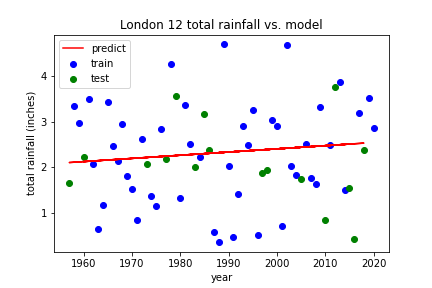 London 12 total rainfall vs. model
predict
train
test
total rainfall (inches)
4
3
2
1
1960 1970 1980 1990 2000 2010 2020
year